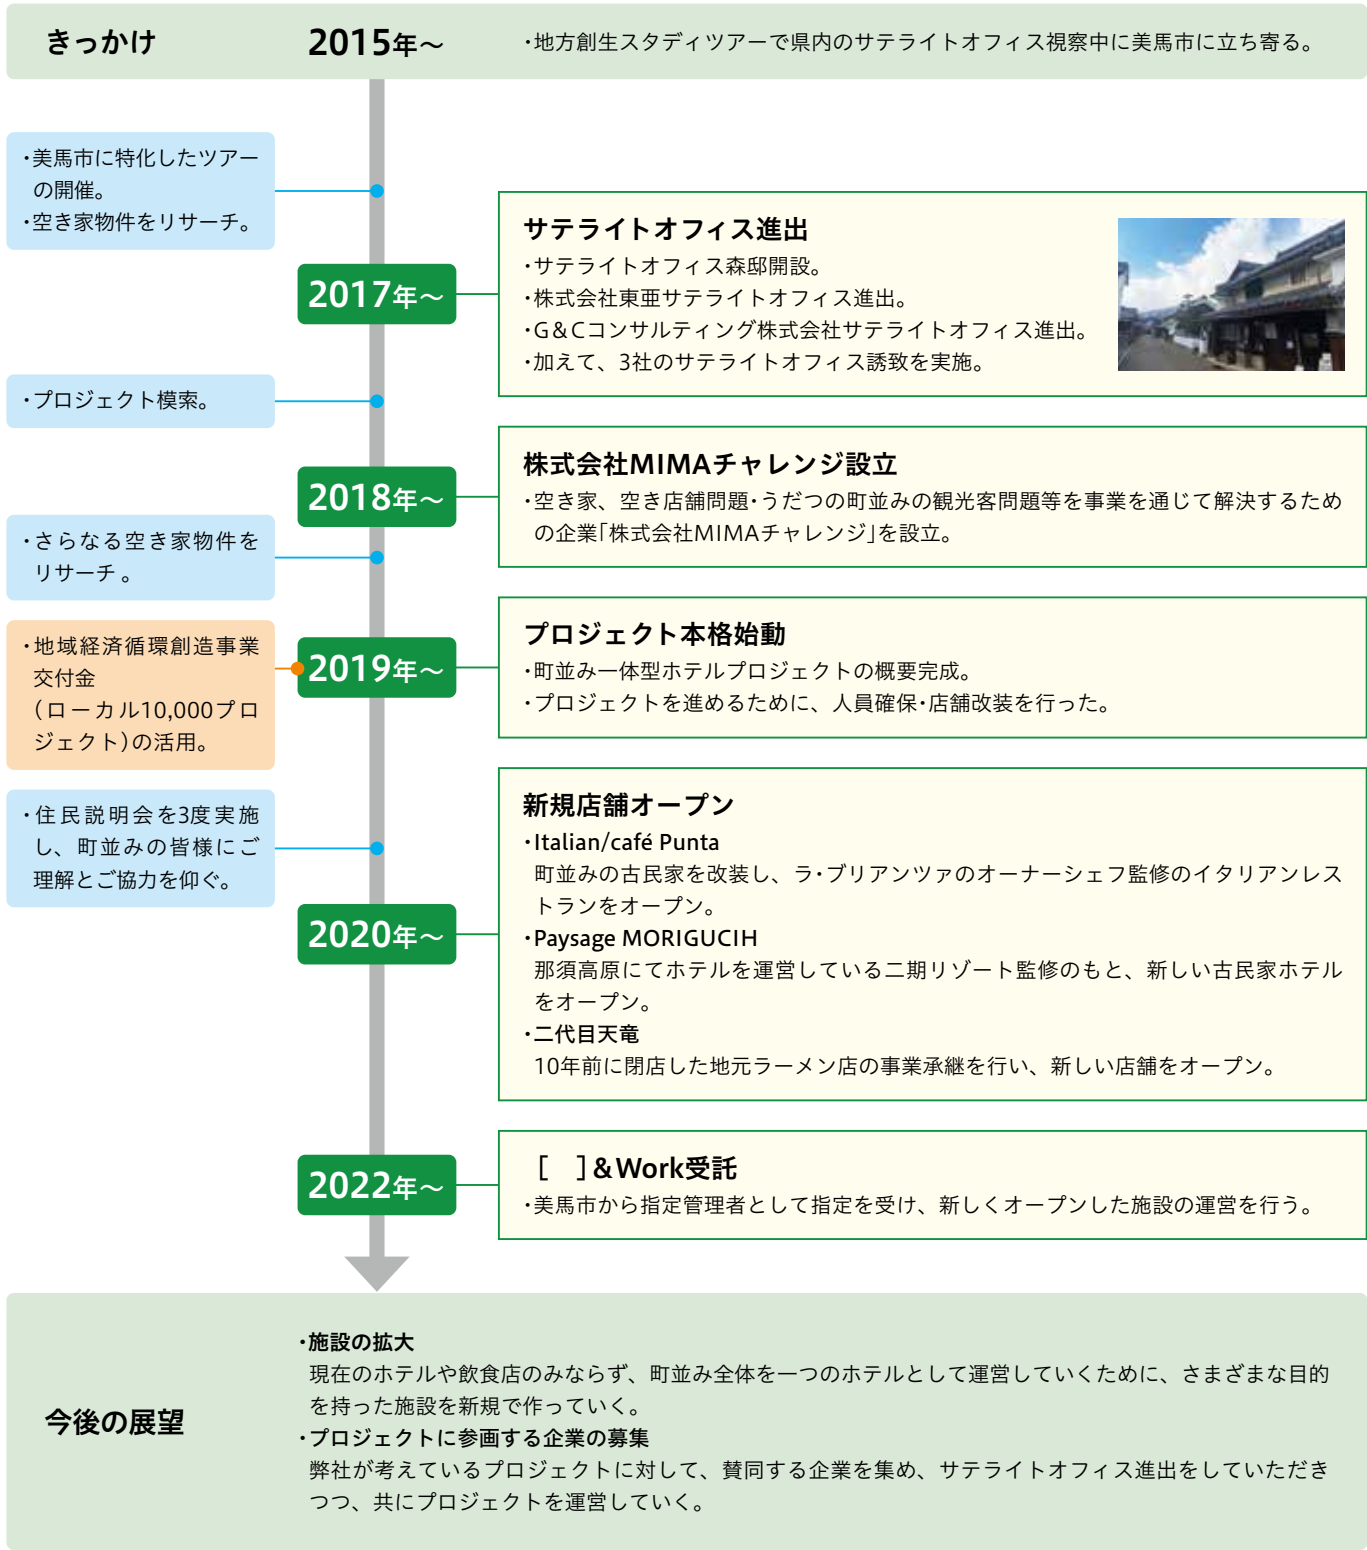 きっかけ
2015年～
・地方創生スタディツアーで県内のサテライトオフィス視察中に美馬市に立ち寄る。
・美馬市に特化したツアー
の開催。
・空き家物件をリサーチ。
2017年～
サテライトオフィス進出
・サテライトオフィス森邸開設。
・株式会社東亜サテライトオフィス進出。
・G&Cコンサルティング株式会社サテライトオフィス進出。
・加えて、3社のサテライトオフィス誘致を実施。
・プロジェクト模索。
2018年～
株式会社MIMAチャレンジ設立
・空き家、空き店舗問題・うだつの町並みの観光客問題等を事業を通じて解決するため
の企業「株式会社MIMAチャレンジ」を設立。
・さらなる空き家物件を
リサーチ。
・地域経済循環創造事業
交付金
（ローカル10,000プロ
ジェクト）の活用。
2019年～
プロジェクト本格始動
・町並み一体型ホテルプロジェクトの概要完成。
・プロジェクトを進めるために、人員確保・店舗改装を行った。
・住民説明会を3度実施
し、町並みの皆様にご
理解とご協力を仰ぐ。
2020年～
新規店舗オープン
・Italian/café Punta
町並みの古民家を改装し、ラ・ブリアンツァのオーナーシェフ監修のイタリアンレス
トランをオープン。
・Paysage MORIGUCIH
那須高原にてホテルを運営している二期リゾート監修のもと、新しい古民家ホテル
をオープン。
・二代目天竜
10年前に閉店した地元ラーメン店の事業承継を行い、新しい店舗をオープン。
2022年～
［　］&Work受託
・美馬市から指定管理者として指定を受け、新しくオープンした施設の運営を行う。
今後の展望
・施設の拡大
現在のホテルや飲食店のみならず、町並み全体を一つのホテルとして運営していくために、さまざまな目的
を持った施設を新規で作っていく。
・プロジェクトに参画する企業の募集
弊社が考えているプロジェクトに対して、賛同する企業を集め、サテライトオフィス進出をしていただき
つつ、共にプロジェクトを運営していく。